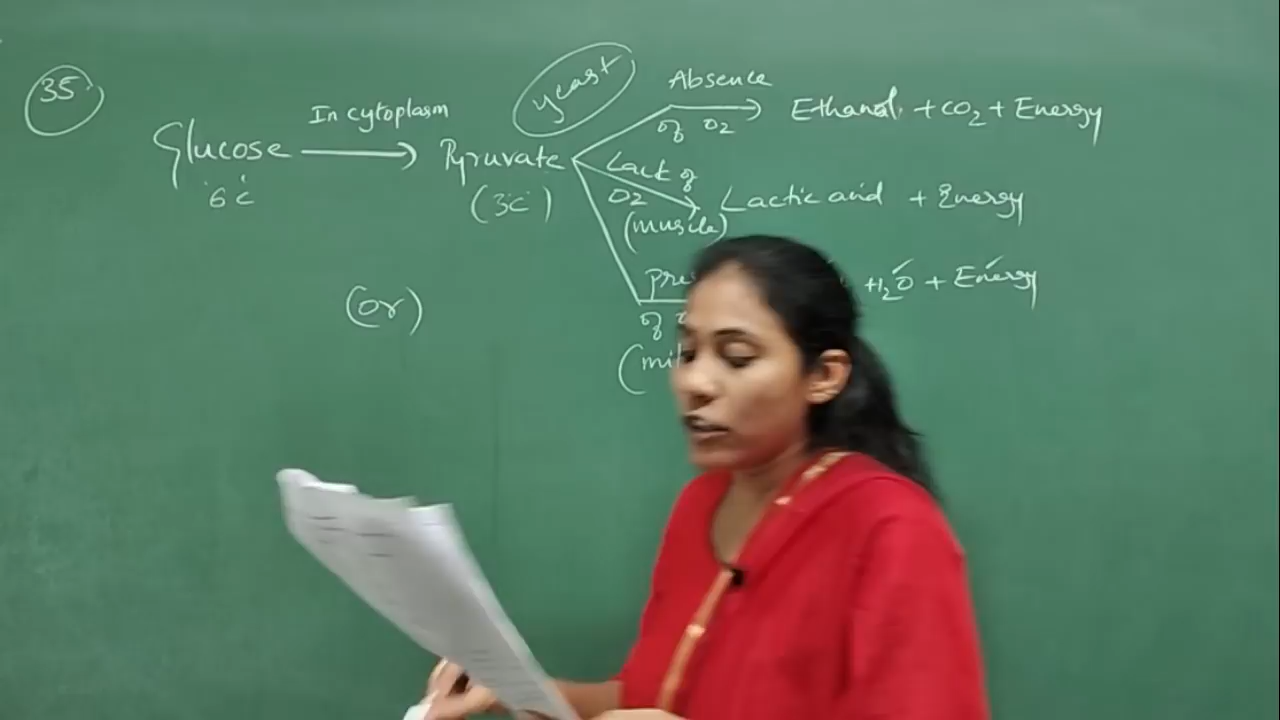 35
yeast
Absence
In cytoplasm
Glucose → Pyruvate
of O2
Ethanol + CO2 + Energy
6C
(3C)
Lack of
O2
(muscle)
Lactic acid + Energy
of
H2O + Energy
(or)